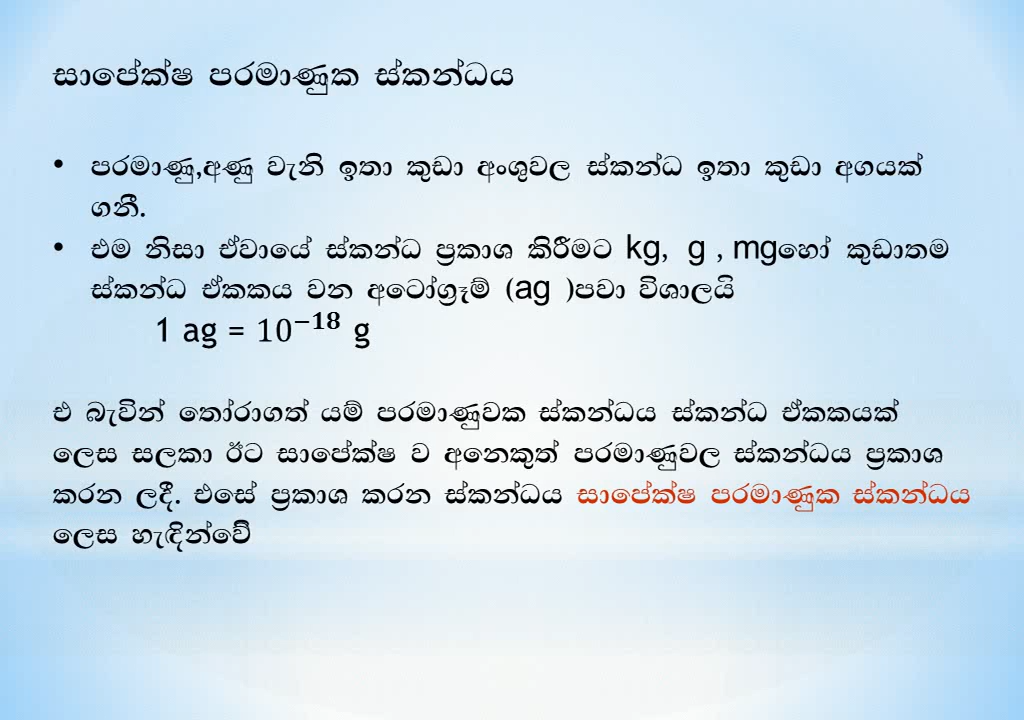 සාපේක්ෂ පරමාණුක ස්කන්ධය
• පරමාණු,අණු වැනි ඉතා කුඩා අංශුවල ස්කන්ධ ඉතා කුඩා අගයක්
ගනී.
• එම නිසා ඒවායේ ස්කන්ධ ප්‍රකාශ කිරීමට kg, g , mgහෝ කුඩාතම
ස්කන්ධ ඒකකය වන අටෝග්‍රෑම් (ag )පවා විශාලයි
1 ag = 10⁻¹⁸ g
එ බැවින් තෝරාගත් යම් පරමාණුවක ස්කන්ධය ස්කන්ධ ඒකකයක්
ලෙස සලකා ඊට සාපේක්ෂ ව අනෙකුත් පරමාණුවල ස්කන්ධය ප්‍රකාශ
කරන ලදී. එසේ ප්‍රකාශ කරන ස්කන්ධය සාපේක්ෂ පරමාණුක ස්කන්ධය
ලෙස හැඳින්වේ